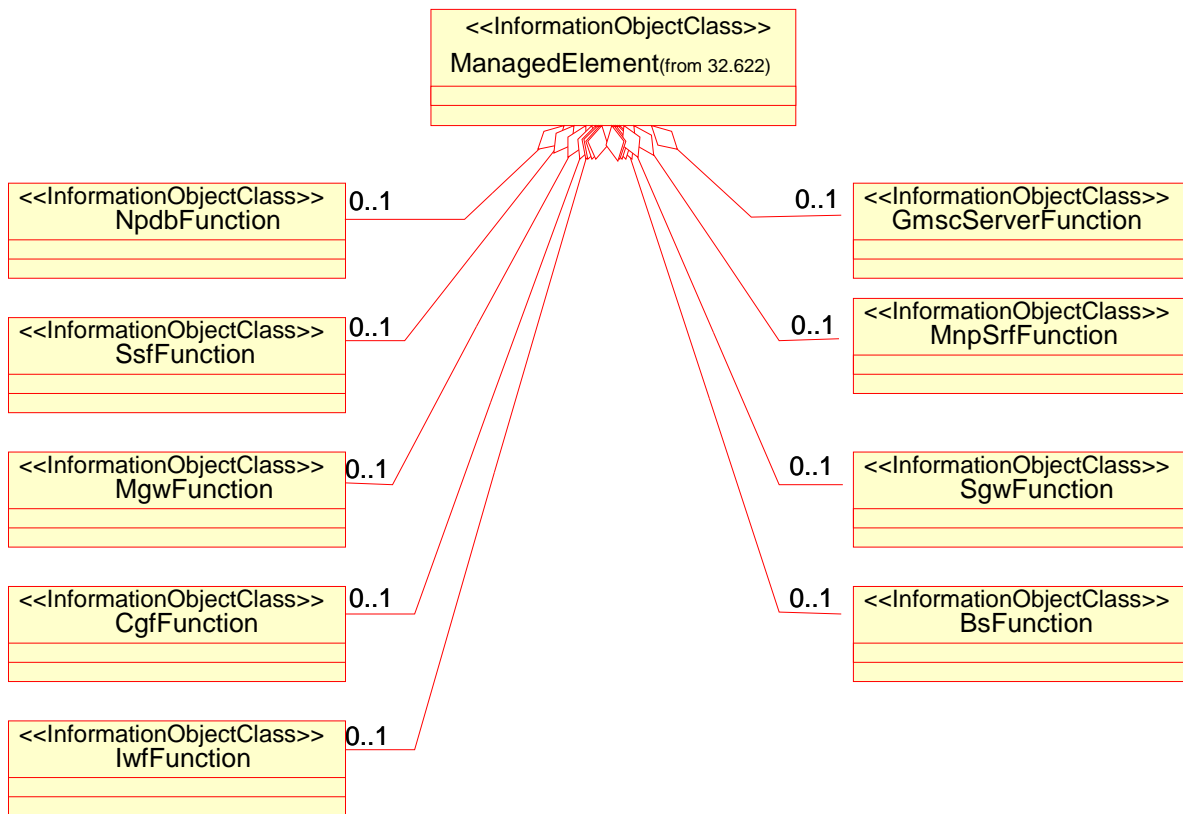 <<InformationObjectClass>>
ManagedElement(from 32.622)
<<InformationObjectClass>>
NpdbFunction
0..1
0..1
<<InformationObjectClass>>
GmscServerFunction
<<InformationObjectClass>>
SsfFunction
0..1
0..1
<<InformationObjectClass>>
MnpSrfFunction
<<InformationObjectClass>>
MgwFunction
0..1
0..1
<<InformationObjectClass>>
SgwFunction
<<InformationObjectClass>>
CgfFunction
0..1
0..1
<<InformationObjectClass>>
BsFunction
<<InformationObjectClass>>
IwfFunction
0..1